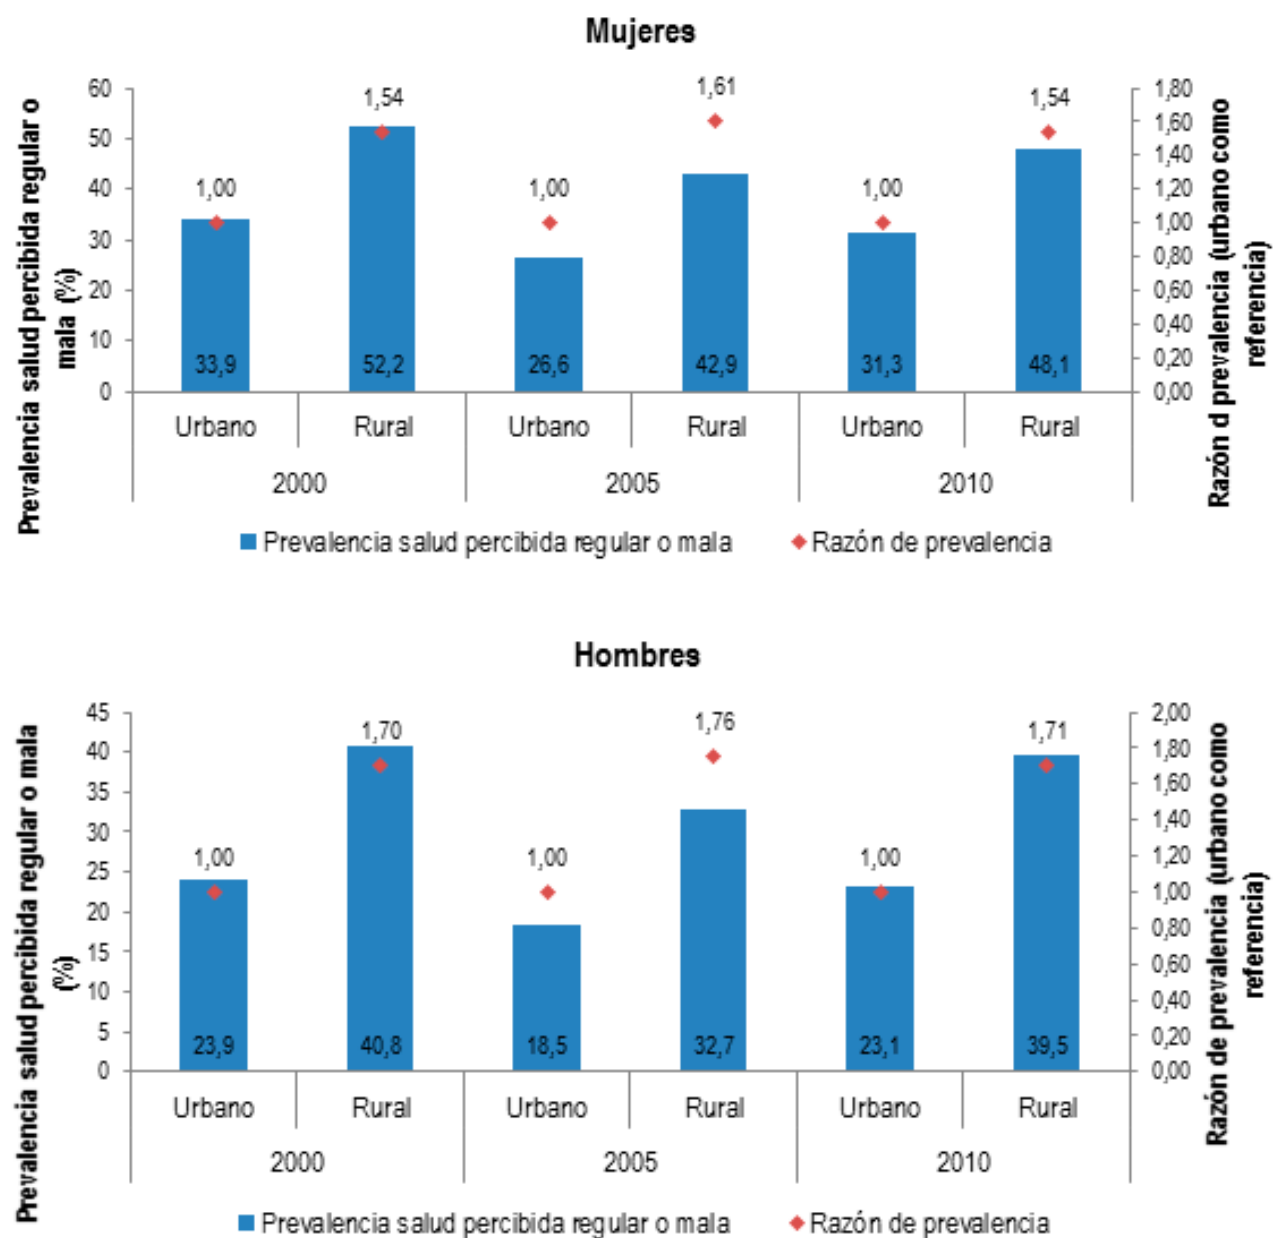 Mujeres
Prevalencia salud percibida regular o
mala (%)
60
50
40
30
20
10
0
1,00
1,54
1,00
1,61
1,00
1,54
33,9
52,2
26,6
42,9
31,3
48,1
1,80
1,60
1,40
1,20
1,00
0,80
0,60
0,40
0,20
0,00
Razón d prevalencia (urbano como
referencia)
Urbano
Rural
Urbano
Rural
Urbano
Rural
2000
2005
2010
Prevalencia salud percibida regular o mala
Razón de prevalencia
Hombres
Prevalencia salud percibida regular o mala
(%)
45
40
35
30
25
20
15
10
5
0
1,00
1,70
1,00
1,76
1,00
1,71
23,9
40,8
18,5
32,7
23,1
39,5
2,00
1,80
1,60
1,40
1,20
1,00
0,80
0,60
0,40
0,20
0,00
Razón de prevalencia (urbano como
referencia)
Urbano
Rural
Urbano
Rural
Urbano
Rural
2000
2005
2010
Prevalencia salud percibida regular o mala
Razón de prevalencia